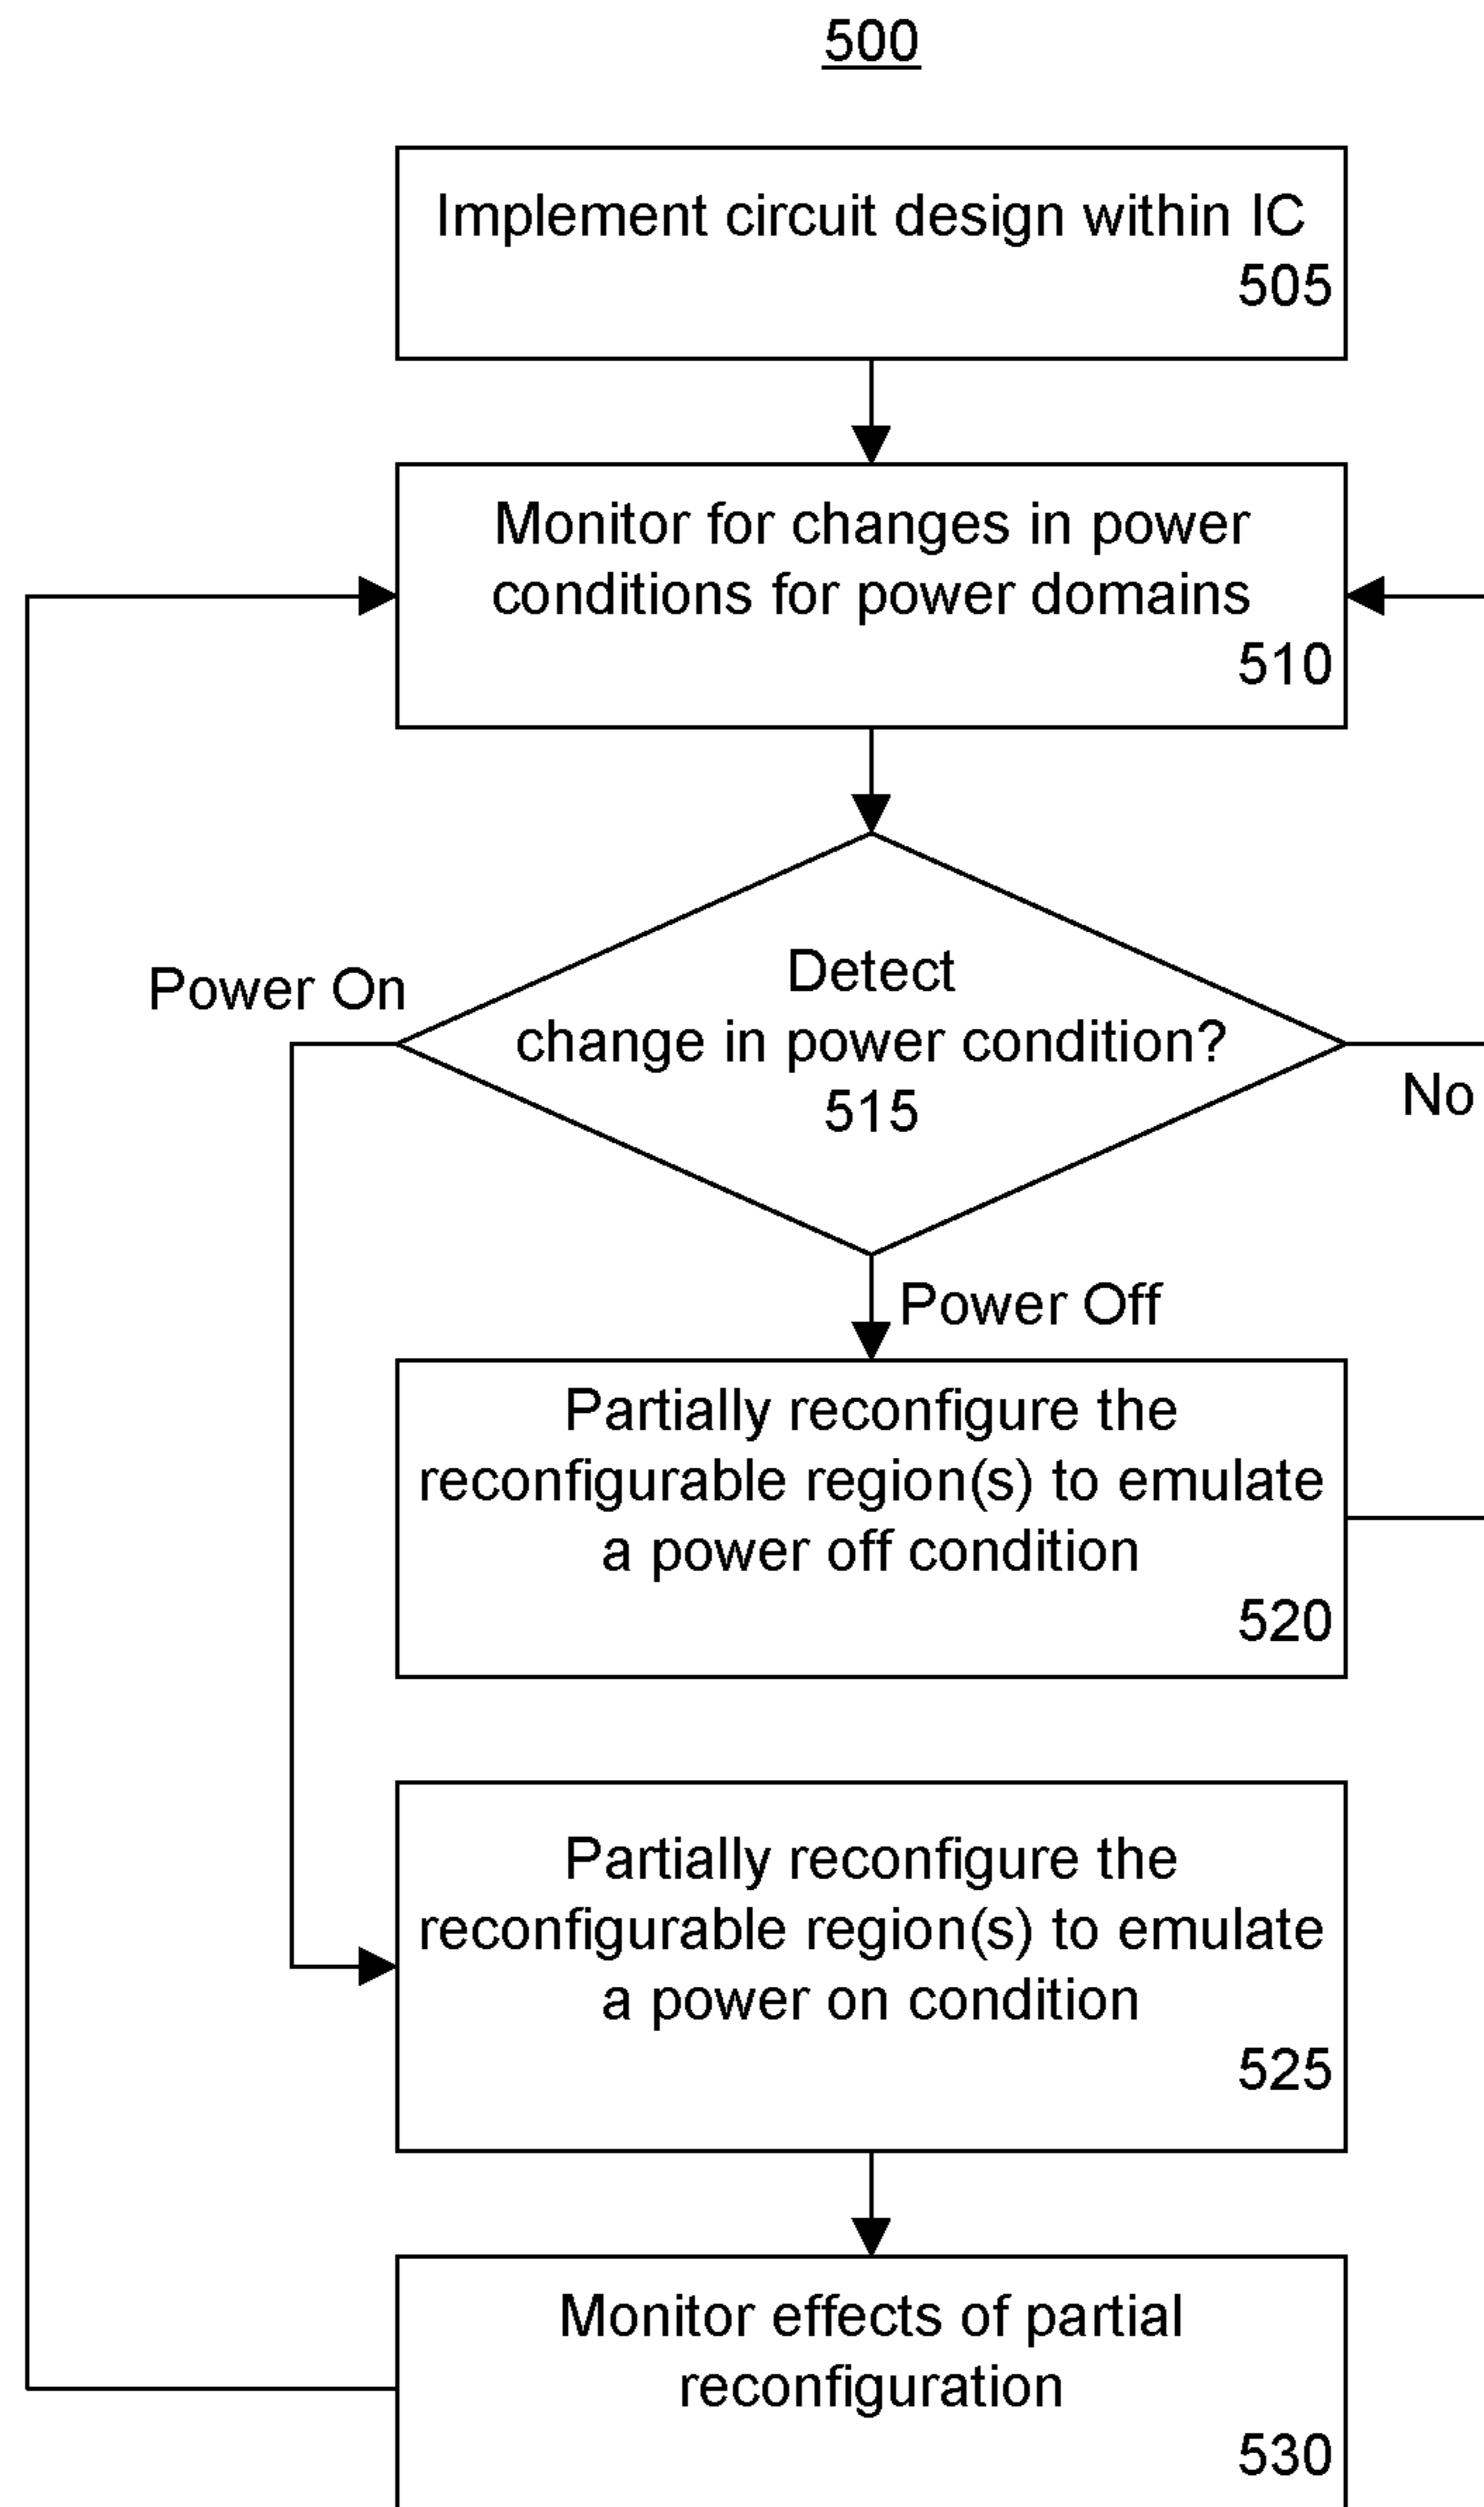 500
Implement circuit design within IC
505
Monitor for changes in power
conditions for power domains
510
Detect
change in power condition?
515
Power On
No
Power Off
Partially reconfigure the
reconfigurable region(s) to emulate
a power off condition
520
Partially reconfigure the
reconfigurable region(s) to emulate
a power on condition
525
Monitor effects of partial
reconfiguration
530